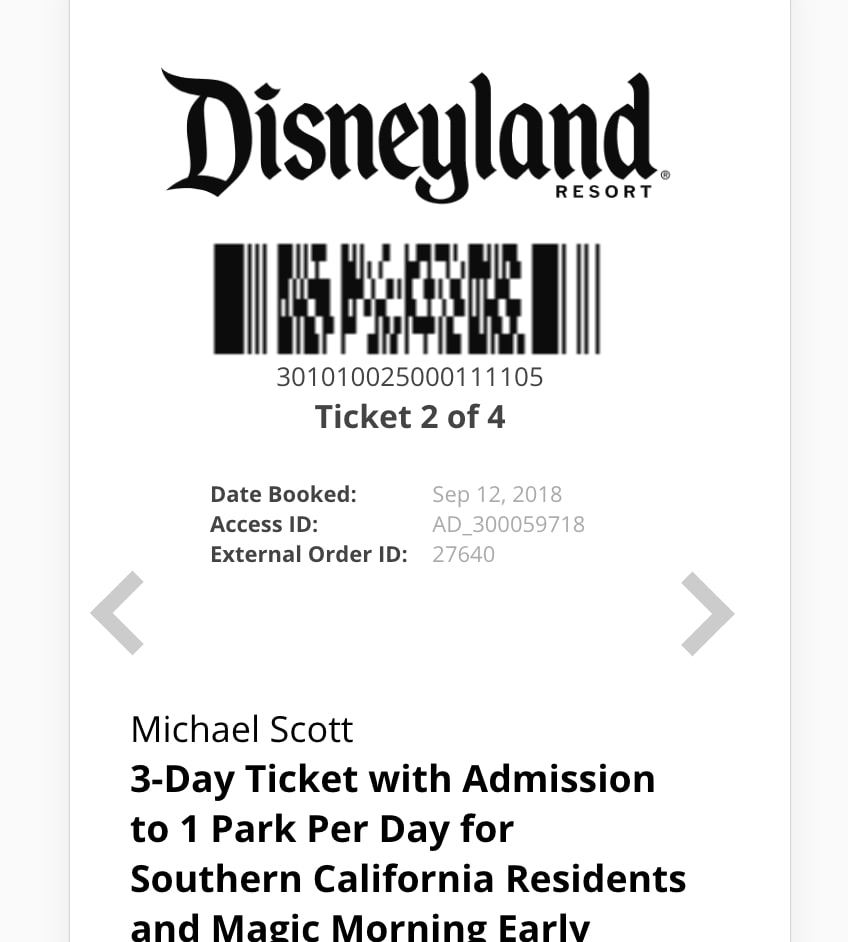 Disneyland®
RESORT
301010025000111105
Ticket 2 of 4
Date Booked: Sep 12, 2018
Access ID: AD_300059718
External Order ID: 27640
Michael Scott
3-Day Ticket with Admission
to 1 Park Per Day for
Southern California Residents
and Magic Morning Early